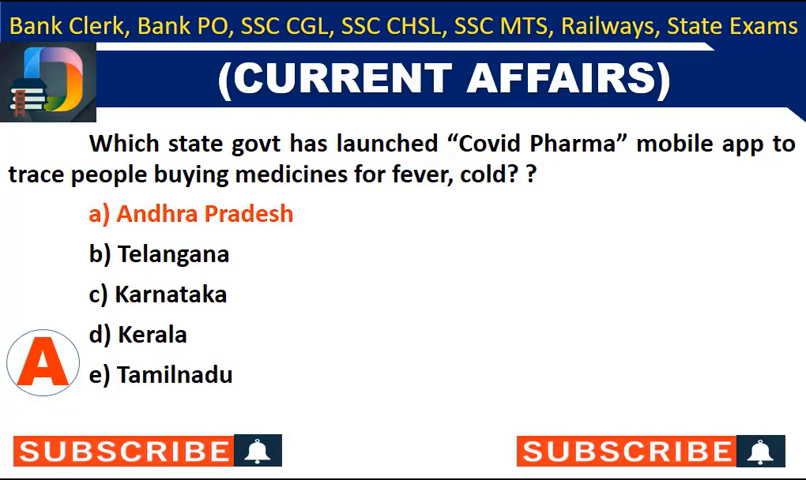 Bank Clerk, Bank PO, SSC CGL, SSC CHSL, SSC MTS, Railways, State Exams
(CURRENT AFFAIRS)
Which state govt has launched “Covid Pharma” mobile app to
trace people buying medicines for fever, cold? ?
a) Andhra Pradesh
b) Telangana
c) Karnataka
d) Kerala
e) Tamilnadu
A
SUBSCRIBE
SUBSCRIBE